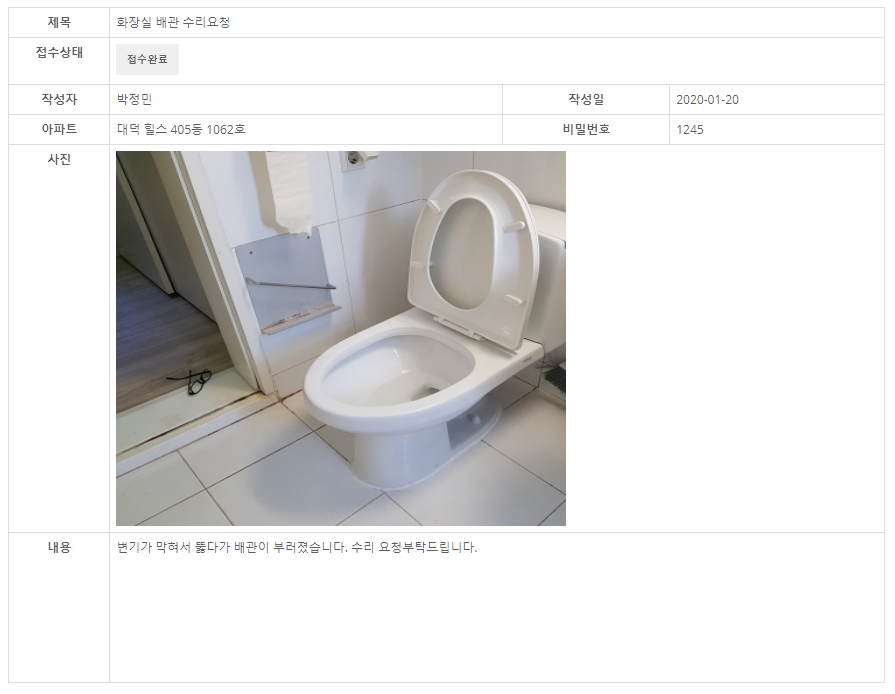 제목 화장실 배관 수리요청
접수상태 접수완료
작성자 박정민 작성일 2020-01-20
아파트 대덕 힐스 405동 1062호 비밀번호 1245
사진
내용 변기가 막혀서 뚫다가 배관이 부러졌습니다. 수리 요청부탁드립니다.